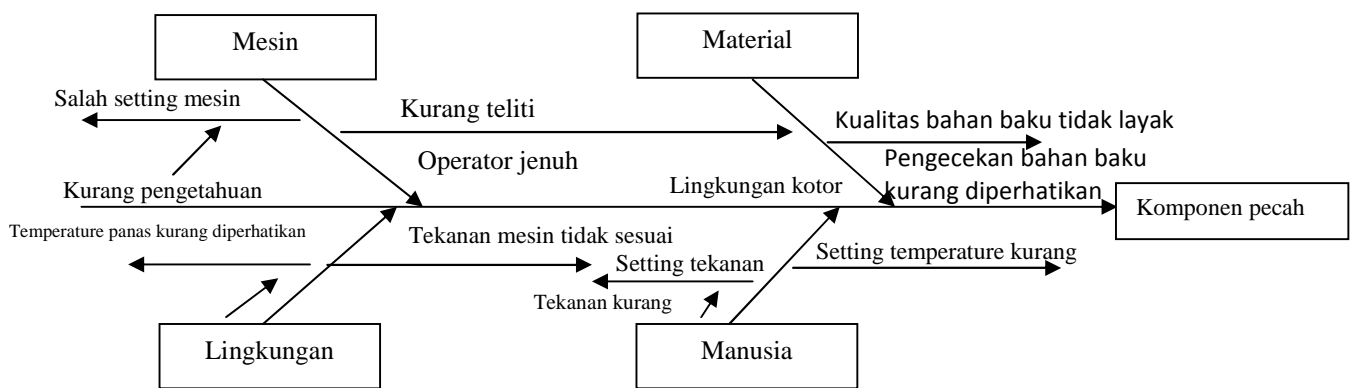 Mesin
Material
Salah setting mesin
Kurang teliti
Kualitas bahan baku tidak layak
Operator jenuh
Pengecekan bahan baku
kurang diperhatikan
Kurang pengetahuan
Lingkungan kotor
Komponen pecah
Temperature panas kurang diperhatikan
Tekanan mesin tidak sesuai
Setting tekanan
Setting temperature kurang
Tekanan kurang
Lingkungan
Manusia